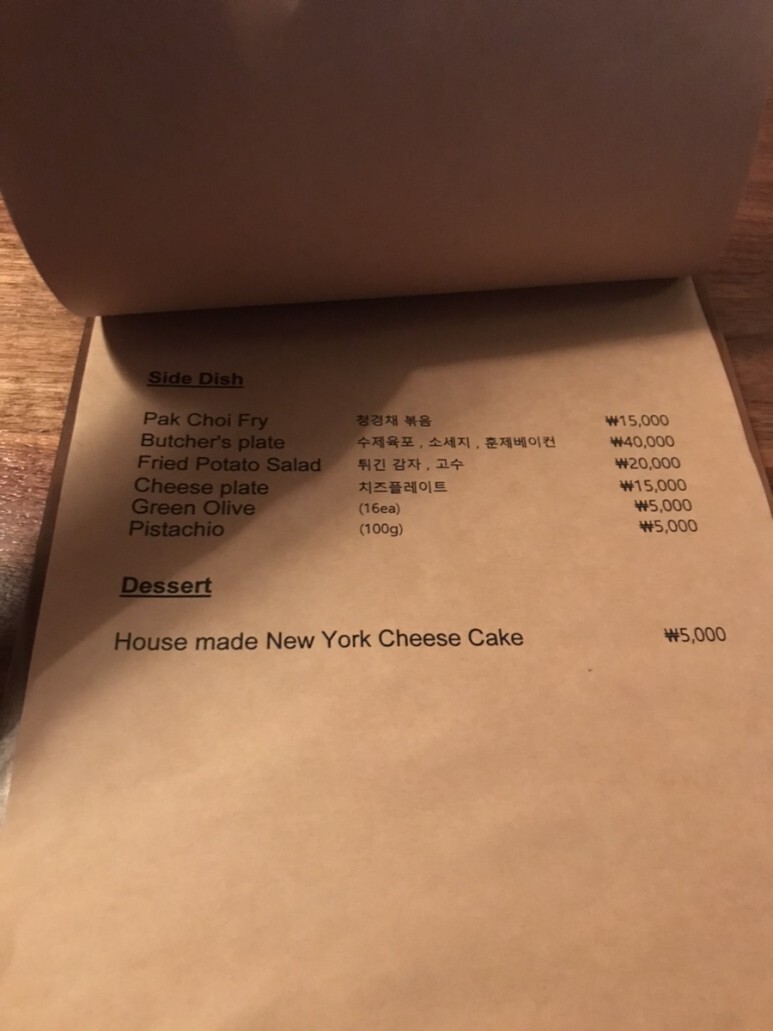 Side Dish
Pak Choi Fry 청경채 볶음 ₩15,000
Butcher's plate 수제육포 , 소세지 , 훈제베이컨 ₩40,000
Fried Potato Salad 튀긴 감자 , 고수 ₩20,000
Cheese plate 치즈플레이트 ₩15,000
Green Olive (16ea) ₩5,000
Pistachio (100g) ₩5,000
Dessert
House made New York Cheese Cake ₩5,000